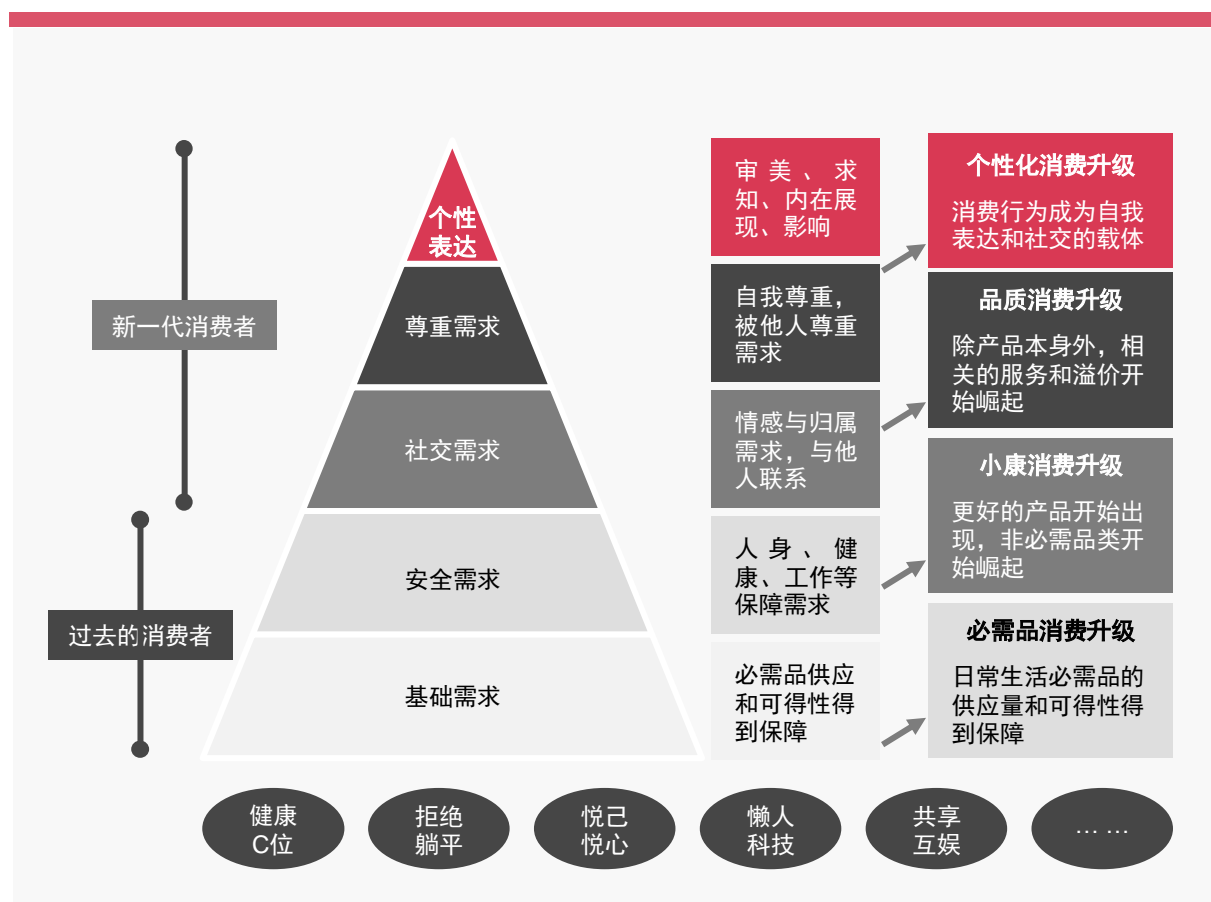 新一代消费者
过去的消费者
个性
表达
尊重需求
社交需求
安全需求
基础需求
审美、求
知、内在展
现、影响
自我尊重，
被他人尊重
需求
情感与归属
需求，与他
人联系
人身、健
康、工作等
保障需求
必需品供应
和可得性得
到保障
个性化消费升级
消费行为成为自我
表达和社交的载体
品质消费升级
除产品本身外，相
关的服务和溢价开
始崛起
小康消费升级
更好的产品开始出
现，非必需品类开
始崛起
必需品消费升级
日常生活必需品的
供应量和可得性得
到保障
健康
C位
拒绝
躺平
悦己
悦心
懒人
科技
共享
互娱
… …